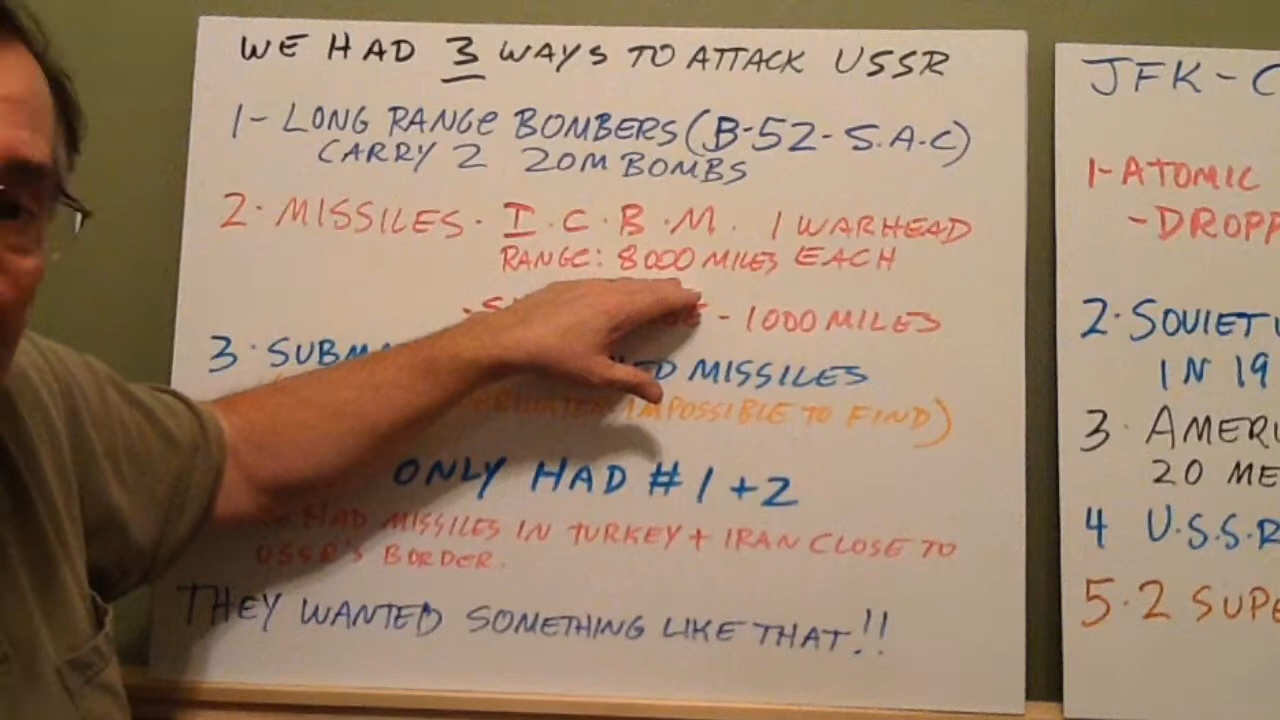 WE HAD 3 WAYS TO ATTACK USSR
1- LONG RANGE BOMBERS (B-52-S.A.C)
CARRY 2 20M BOMBS
2. MISSILES. I.C.B.M. 1 WARHEAD
RANGE: 8000 MILES EACH
- 1000 MILES
3. MISSILES
IMPOSSIBLE TO FIND)
ONLY HAD #1+2
HAD MISSILES IN TURKEY + IRAN CLOSE TO
USSR'S BORDER.
THEY WANTED SOMETHING LIKE THAT!!
JFK-C
1-ATOMIC
-DROPP
2. SOVIET
IN 19
3. AMERI
20 ME
4 U.S.S.R
5.2 SUPE